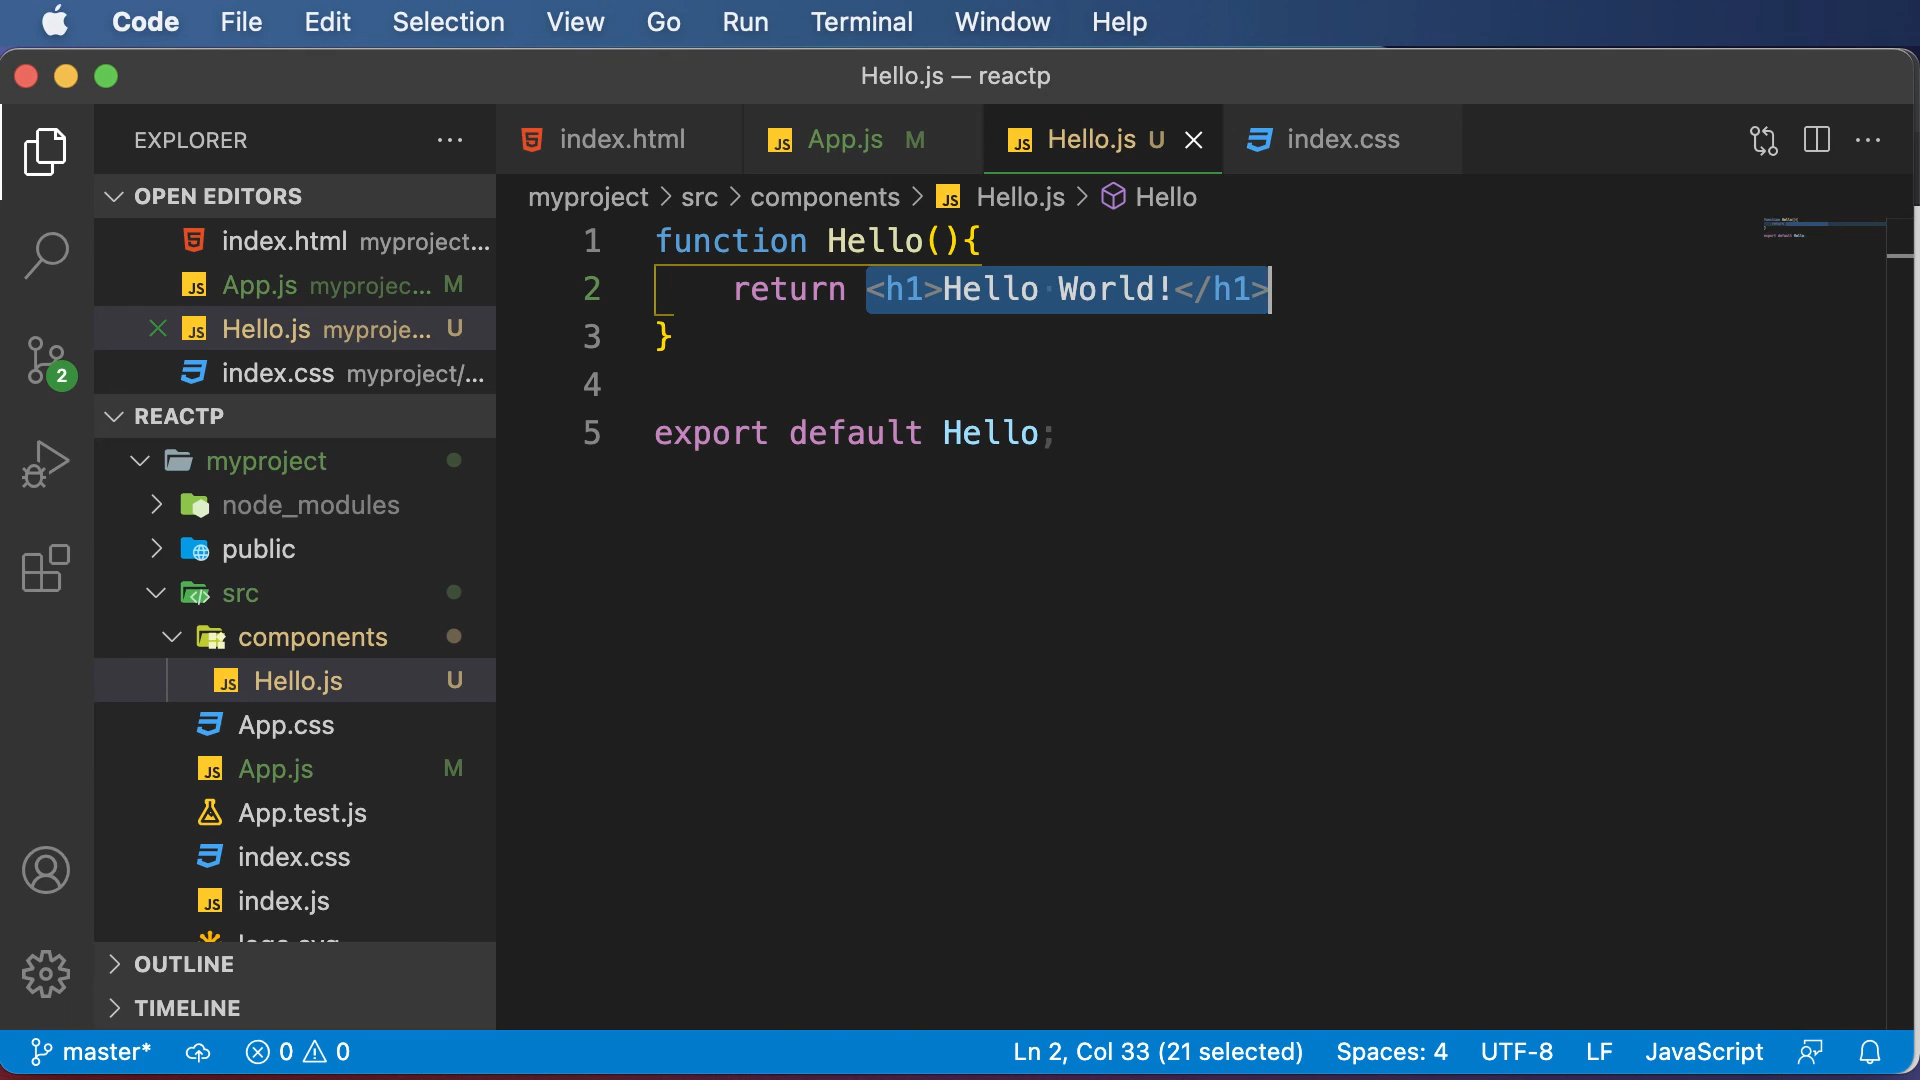 Code File Edit Selection View Go Run Terminal Window Help
Hello.js — reactp
EXPLORER ···
index.html
App.js M
Hello.js U
index.css
OPEN EDITORS
index.html myproject...
App.js myprojec... M
Hello.js myproje... U
index.css myproject/...
REACTP
myproject
node_modules
public
src
components
Hello.js U
App.css
App.js M
App.test.js
index.css
index.js
OUTLINE
TIMELINE
2
myproject > src > components > JS Hello.js > Hello
1 function Hello(){
2 return <h1>Hello World!</h1>
3 }
4
5 export default Hello;
master* 0 0 Ln 2, Col 33 (21 selected) Spaces: 4 UTF-8 LF JavaScript